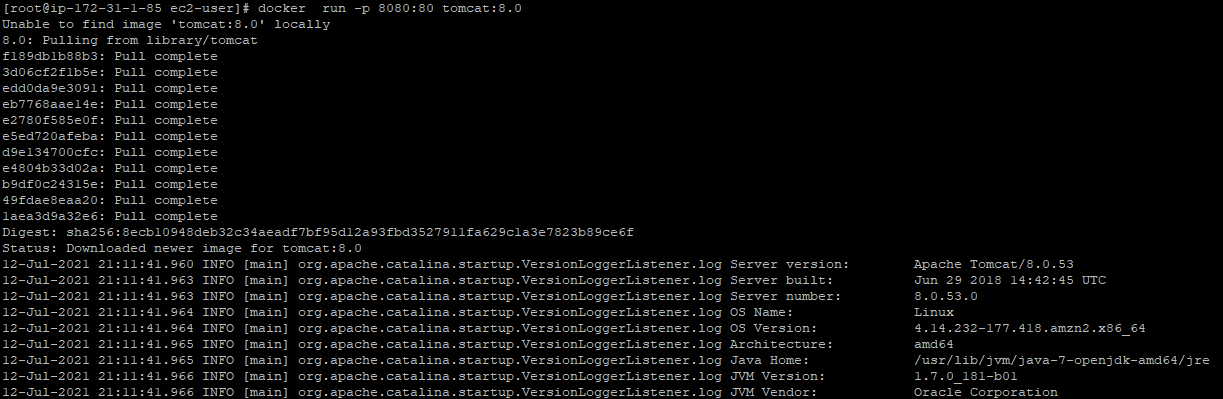 [root@ip-172-31-1-85 ec2-user]# docker  run -p 8080:80 tomcat:8.0
Unable to find image 'tomcat:8.0' locally
8.0: Pulling from library/tomcat
f189db1b88b3: Pull complete
3d06cf2f1b5e: Pull complete
edd0da9e3091: Pull complete
eb7768aae14e: Pull complete
e2780f585e0f: Pull complete
e5ed720afeba: Pull complete
d9e134700cfc: Pull complete
e4804b33d02a: Pull complete
b9df0c24315e: Pull complete
49fdae8eaa20: Pull complete
1aea3d9a32e6: Pull complete
Digest: sha256:8ecb10948deb32c34aeadf7bf95d12a93fbd3527911fa629c1a3e7823b89ce6f
Status: Downloaded newer image for tomcat:8.0
12-Jul-2021 21:11:41.960 INFO [main] org.apache.catalina.startup.VersionLoggerListener.log Server version:        Apache Tomcat/8.0.53
12-Jul-2021 21:11:41.963 INFO [main] org.apache.catalina.startup.VersionLoggerListener.log Server built:          Jun 29 2018 14:42:45 UTC
12-Jul-2021 21:11:41.963 INFO [main] org.apache.catalina.startup.VersionLoggerListener.log Server number:         8.0.53.0
12-Jul-2021 21:11:41.964 INFO [main] org.apache.catalina.startup.VersionLoggerListener.log OS Name:               Linux
12-Jul-2021 21:11:41.964 INFO [main] org.apache.catalina.startup.VersionLoggerListener.log OS Version:            4.14.232-177.418.amzn2.x86_64
12-Jul-2021 21:11:41.965 INFO [main] org.apache.catalina.startup.VersionLoggerListener.log Architecture:          amd64
12-Jul-2021 21:11:41.965 INFO [main] org.apache.catalina.startup.VersionLoggerListener.log Java Home:             /usr/lib/jvm/java-7-openjdk-amd64/jre
12-Jul-2021 21:11:41.966 INFO [main] org.apache.catalina.startup.VersionLoggerListener.log JVM Version:           1.7.0_181-b01
12-Jul-2021 21:11:41.966 INFO [main] org.apache.catalina.startup.VersionLoggerListener.log JVM Vendor:            Oracle Corporation